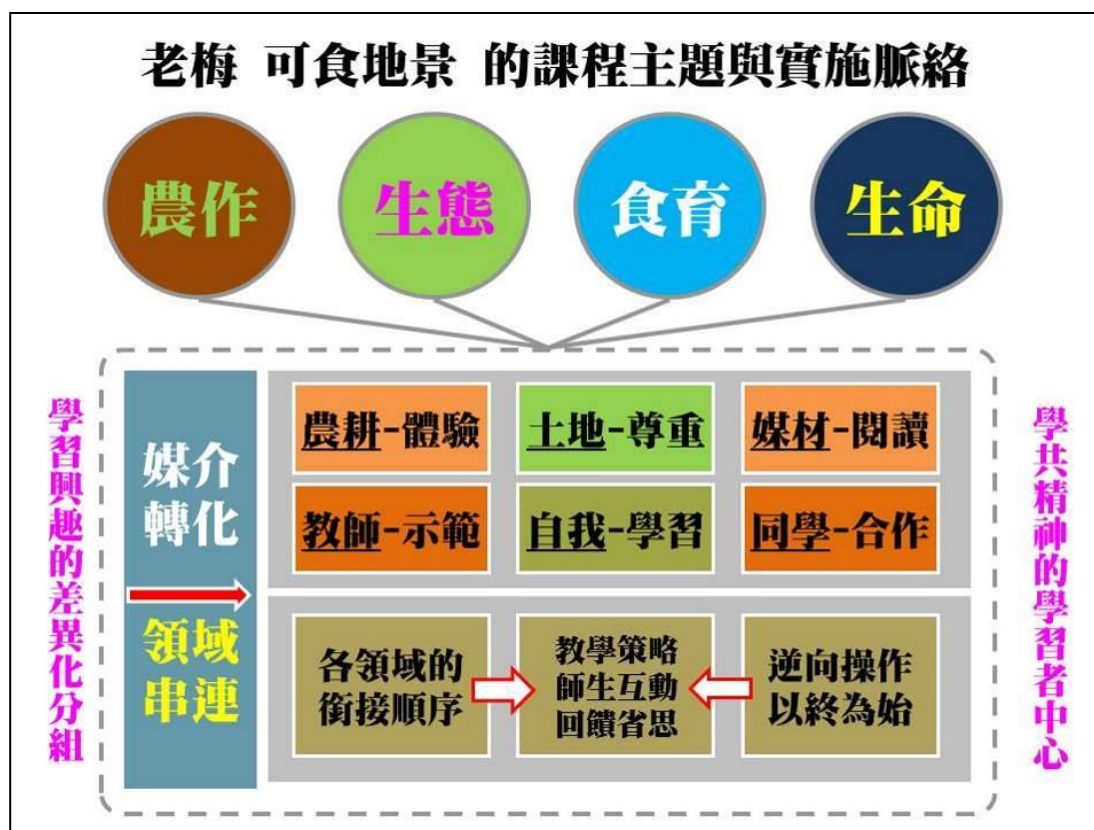 老梅 可食地景 的課程主題與實施脈絡
農作
生態
食育
生命
學習興趣的差異化分組
媒介
轉化
領域
串連
農耕-體驗
土地-尊重
媒材-閱讀
教師-示範
自我-學習
同學-合作
各領域的
銜接順序
教學策略
師生互動
回饋省思
逆向操作
以終為始
學共精神的學習者中心